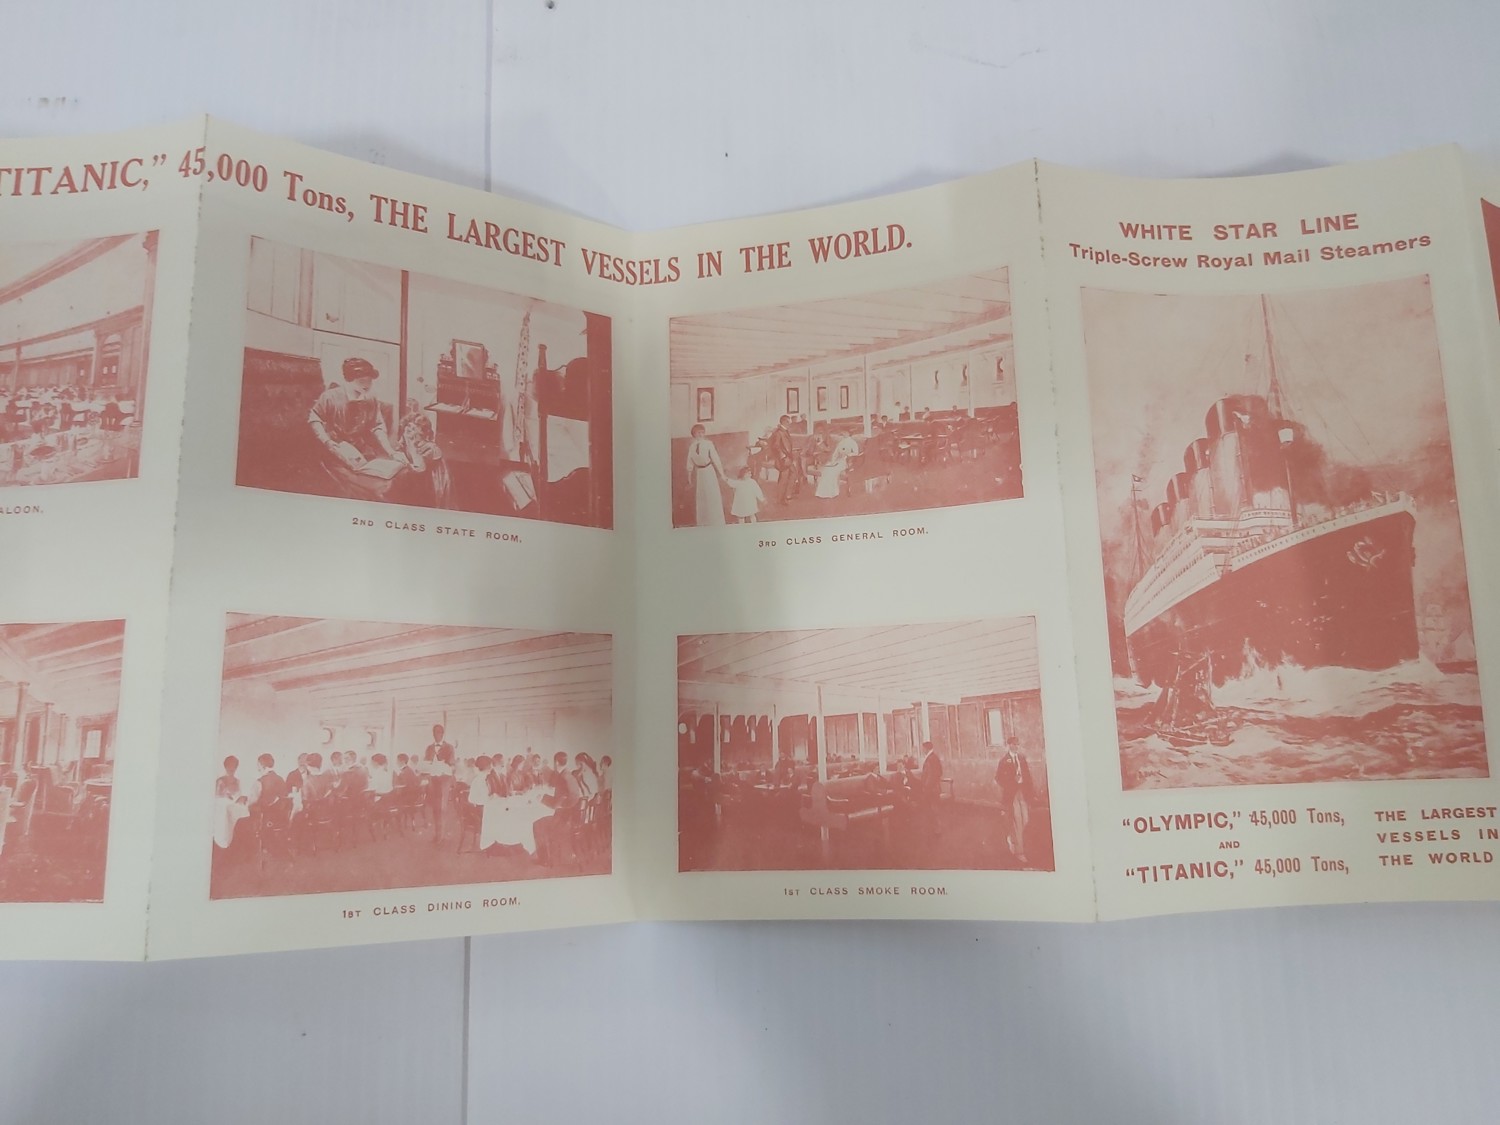 TITANIC," 45,000 Tons, THE LARGEST VESSELS IN THE WORLD.
ALOON.
2ND CLASS STATE ROOM.
3RD CLASS GENERAL ROOM.
1ST CLASS DINING ROOM.
1ST CLASS SMOKE ROOM.
WHITE STAR LINE
Triple-Screw Royal Mail Steamers
"OLYMPIC," 45,000 Tons,
AND
"TITANIC," 45,000 Tons,
THE LARGEST
VESSELS IN
THE WORLD